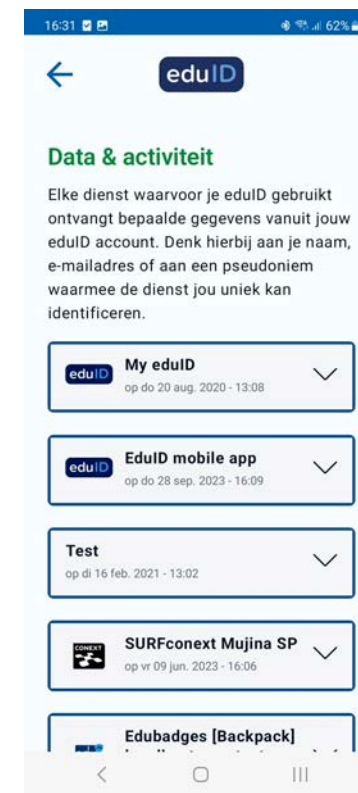 16:31 62%
eduID
Data & activiteit
Elke dienst waarvoor je eduID gebruikt
ontvangt bepaalde gegevens vanuit jouw
eduID account. Denk hierbij aan je naam,
e-mailadres of aan een pseudoniem
waarmee de dienst jou uniek kan
identificeren.
eduID
My eduID
op do 20 aug. 2020 - 13:08
eduID
EduID mobile app
op do 28 sep. 2023 - 16:09
Test
op di 16 feb. 2021 - 13:02
CONEXT
SURFconext Mujina SP
op vr 09 jun. 2023 - 16:06
Edubadges [Backpack]